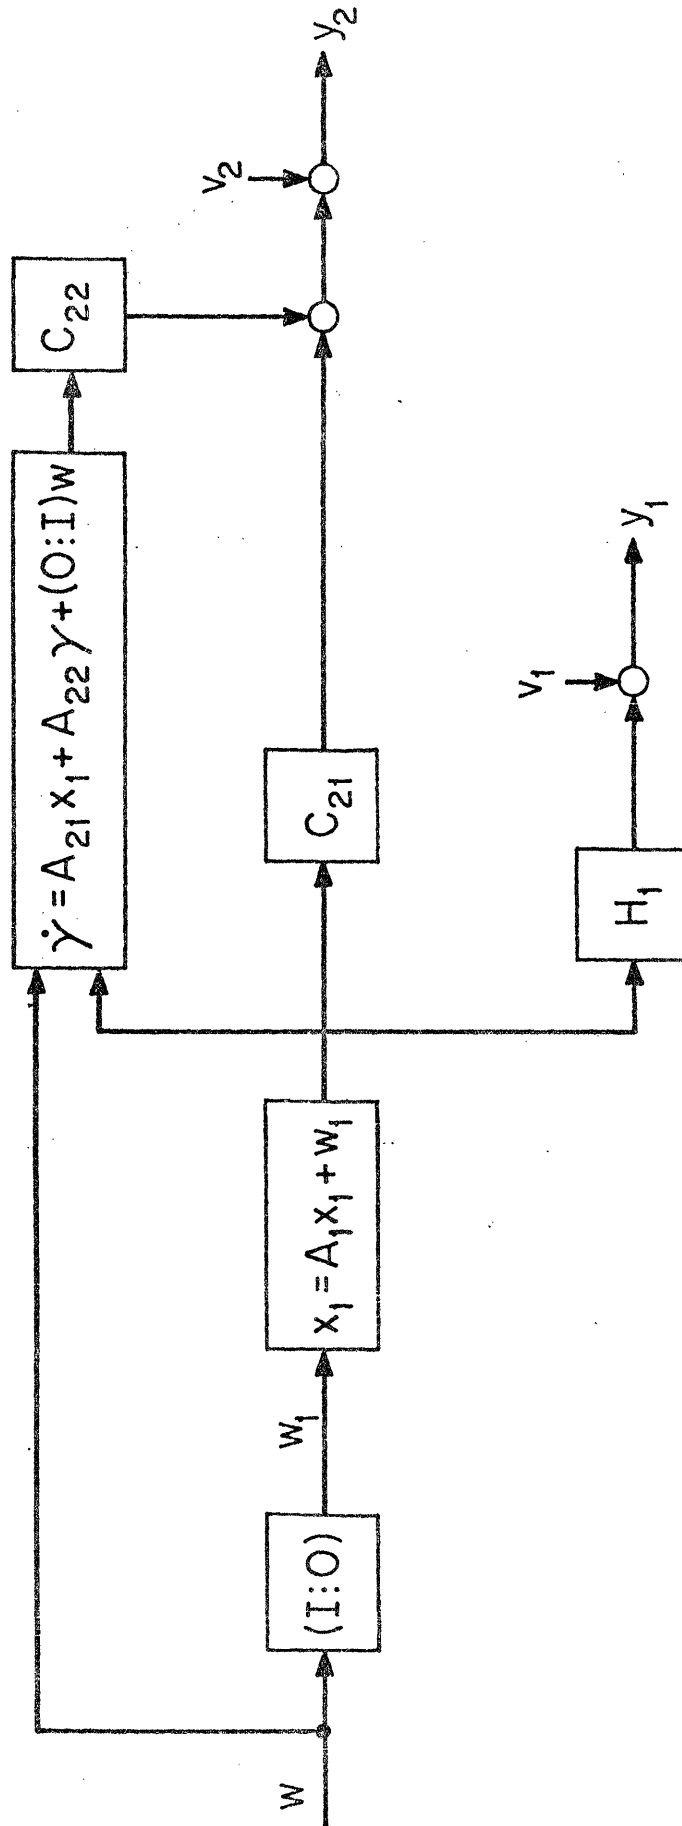 w
(I:O)
w₁
x₁ = A₁x₁ + w₁
γ̇ = A₂₁x₁ + A₂₂γ + (O:I)w
C₂₂
C₂₁
v₂
y₂
H₁
v₁
y₁